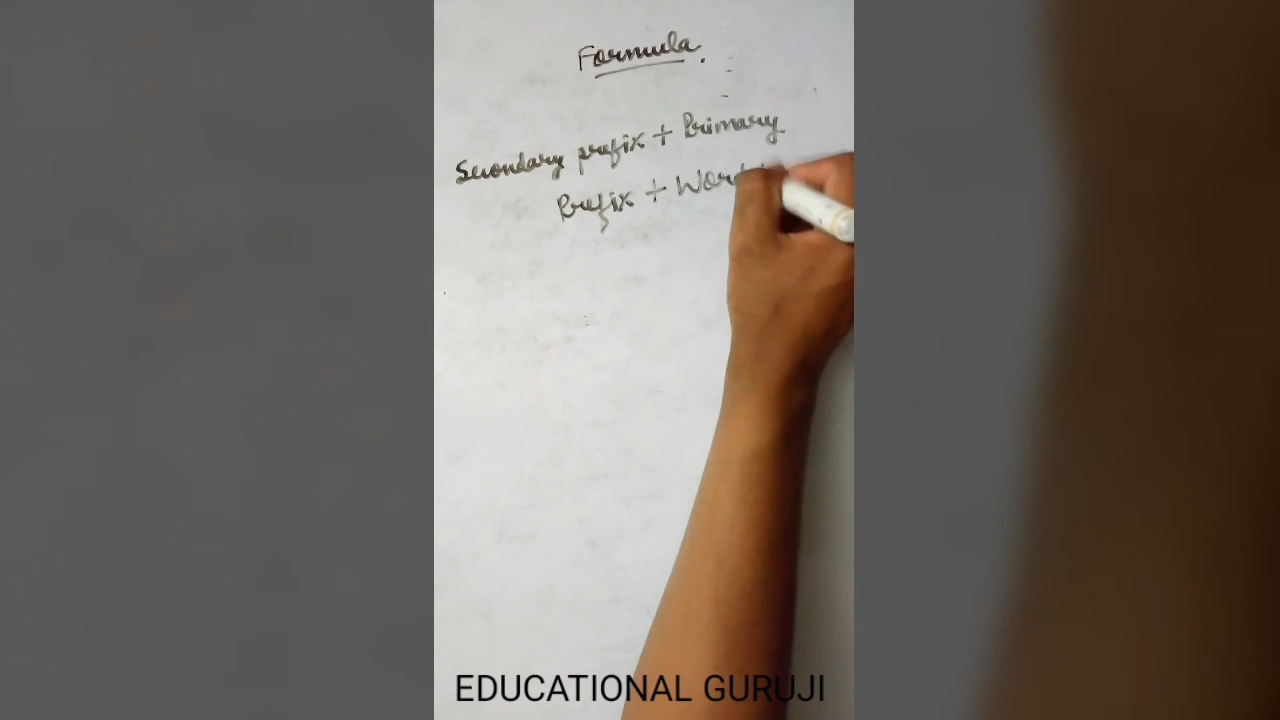 Formula.
Secondary prefix + Primary
Prefix + Word
EDUCATIONAL GURUJI